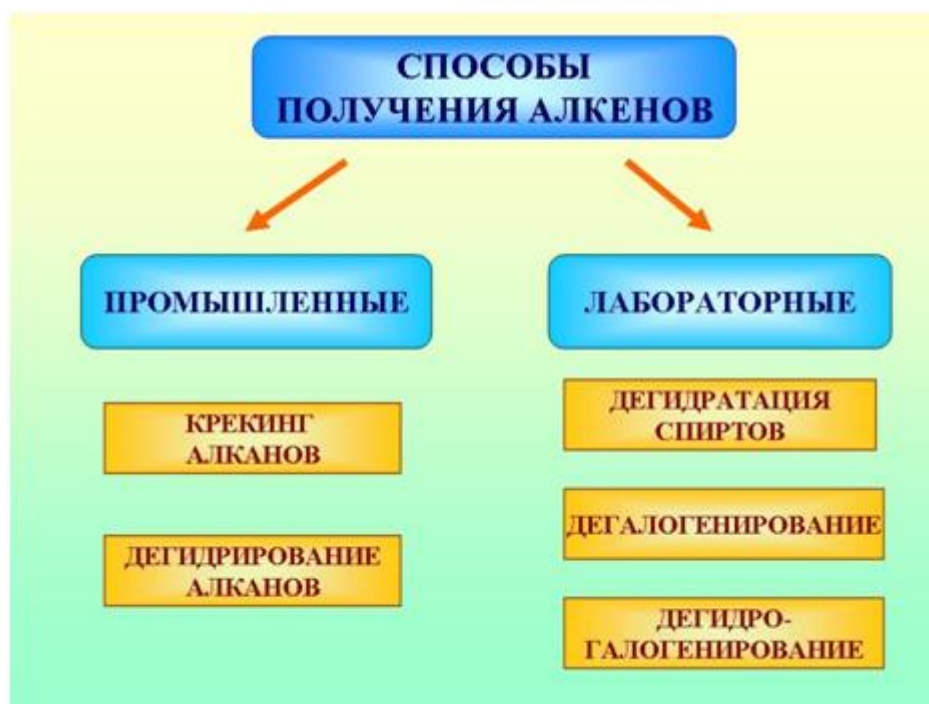 СПОСОБЫ
ПОЛУЧЕНИЯ АЛКЕНОВ
ПРОМЫШЛЕННЫЕ
КРЕКИНГ
АЛКАНОВ
ДЕГИДРИРОВАНИЕ
АЛКАНОВ
ЛАБОРАТОРНЫЕ
ДЕГИДРАТАЦИЯ
СПИРТОВ
ДЕГАЛОГЕНИРОВАНИЕ
ДЕГИДРО-
ГАЛОГЕНИРОВАНИЕ